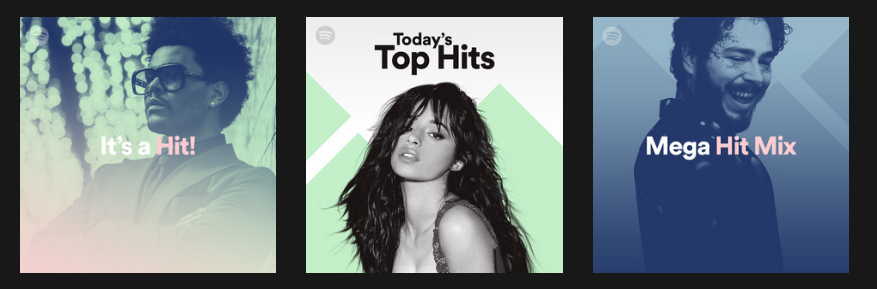 It's a Hit!
Today's
Top Hits
Mega Hit Mix